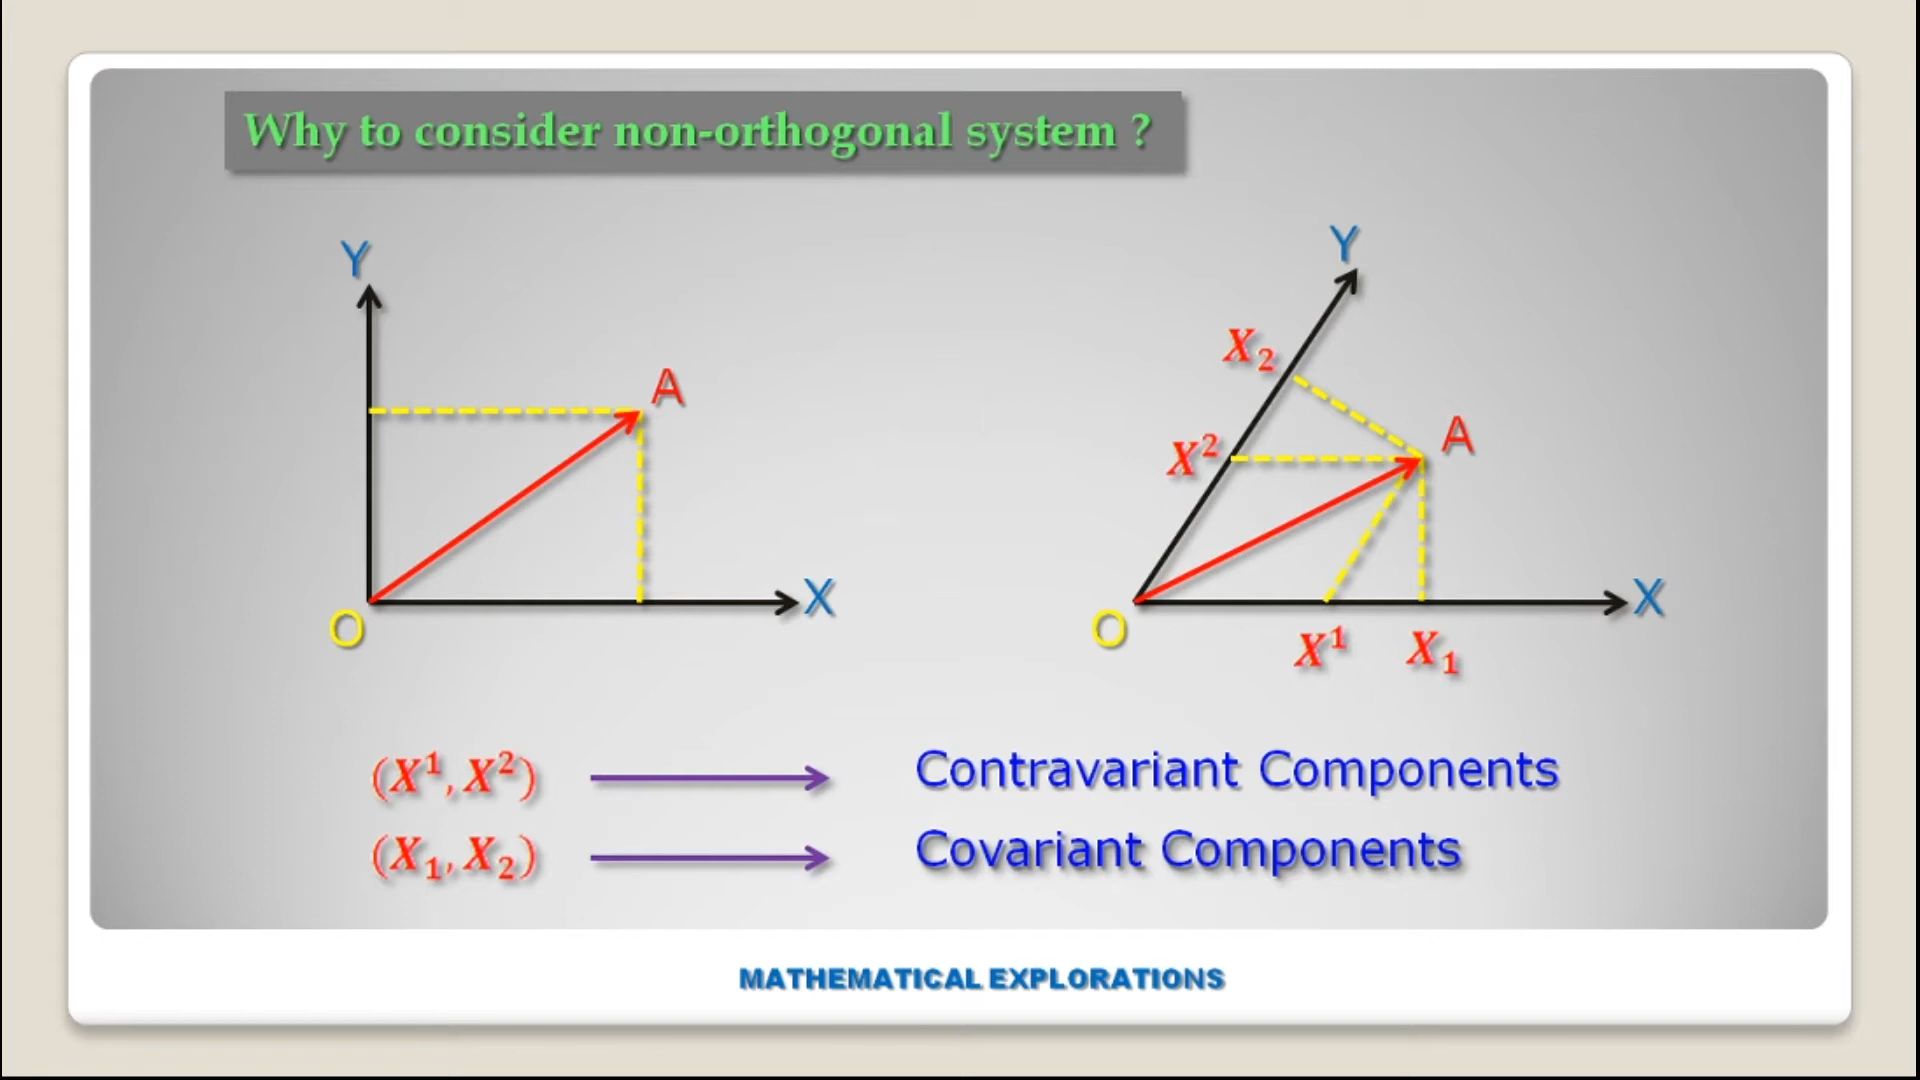 Why to consider non-orthogonal system ?
Y
A
O
X
Y
X₂
X²
A
O
X
X¹
X₁
(X¹, X²)
Contravariant Components
(X₁, X₂)
Covariant Components
MATHEMATICAL EXPLORATIONS